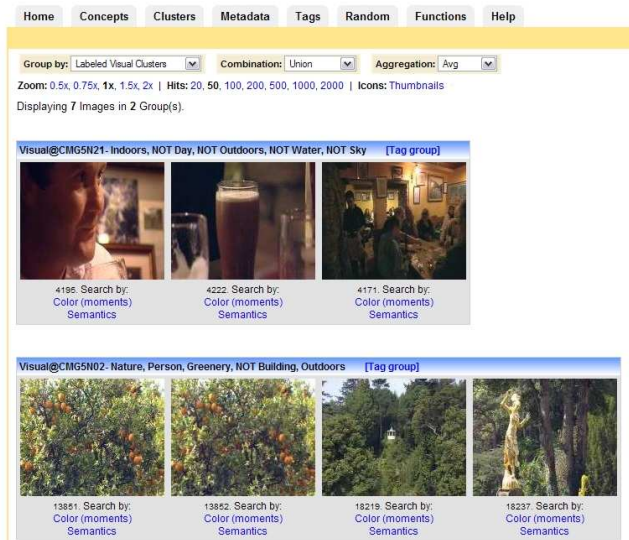 Home Concepts Clusters Metadata Tags Random Functions Help
Group by: Labeled Visual Clusters Combination: Union Aggregation: Avg
Zoom: 0.5x, 0.75x, 1x, 1.5x, 2x | Hits: 20, 50, 100, 200, 500, 1000, 2000 | Icons: Thumbnails
Displaying 7 Images in 2 Group(s).
Visual@CMG5N21- Indoors, NOT Day, NOT Outdoors, NOT Water, NOT Sky [Tag group]
4195. Search by: 4222. Search by: 4171. Search by:
Color (moments) Color (moments) Color (moments)
Semantics Semantics Semantics
Visual@CMG5N02- Nature, Person, Greenery, NOT Building, Outdoors [Tag group]
13851. Search by: 13852. Search by: 18219. Search by: 18237. Search by:
Color (moments) Color (moments) Color (moments) Color (moments)
Semantics Semantics Semantics Semantics